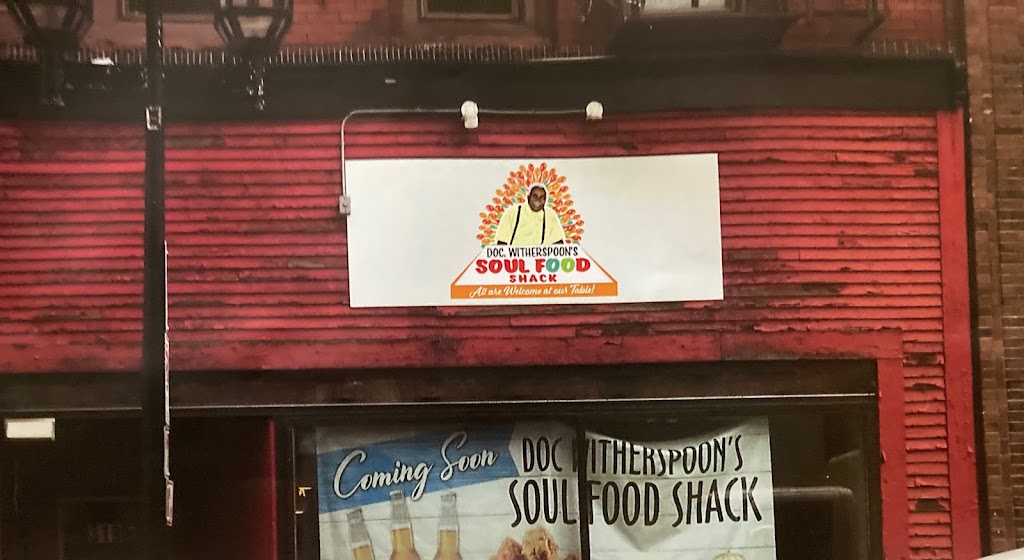 DOC. WITHERSPOON'S
SOUL FOOD
SHACK
All are Welcome at our Table!
Coming Soon
DOC WITHERSPOON'S
SOUL FOOD SHACK